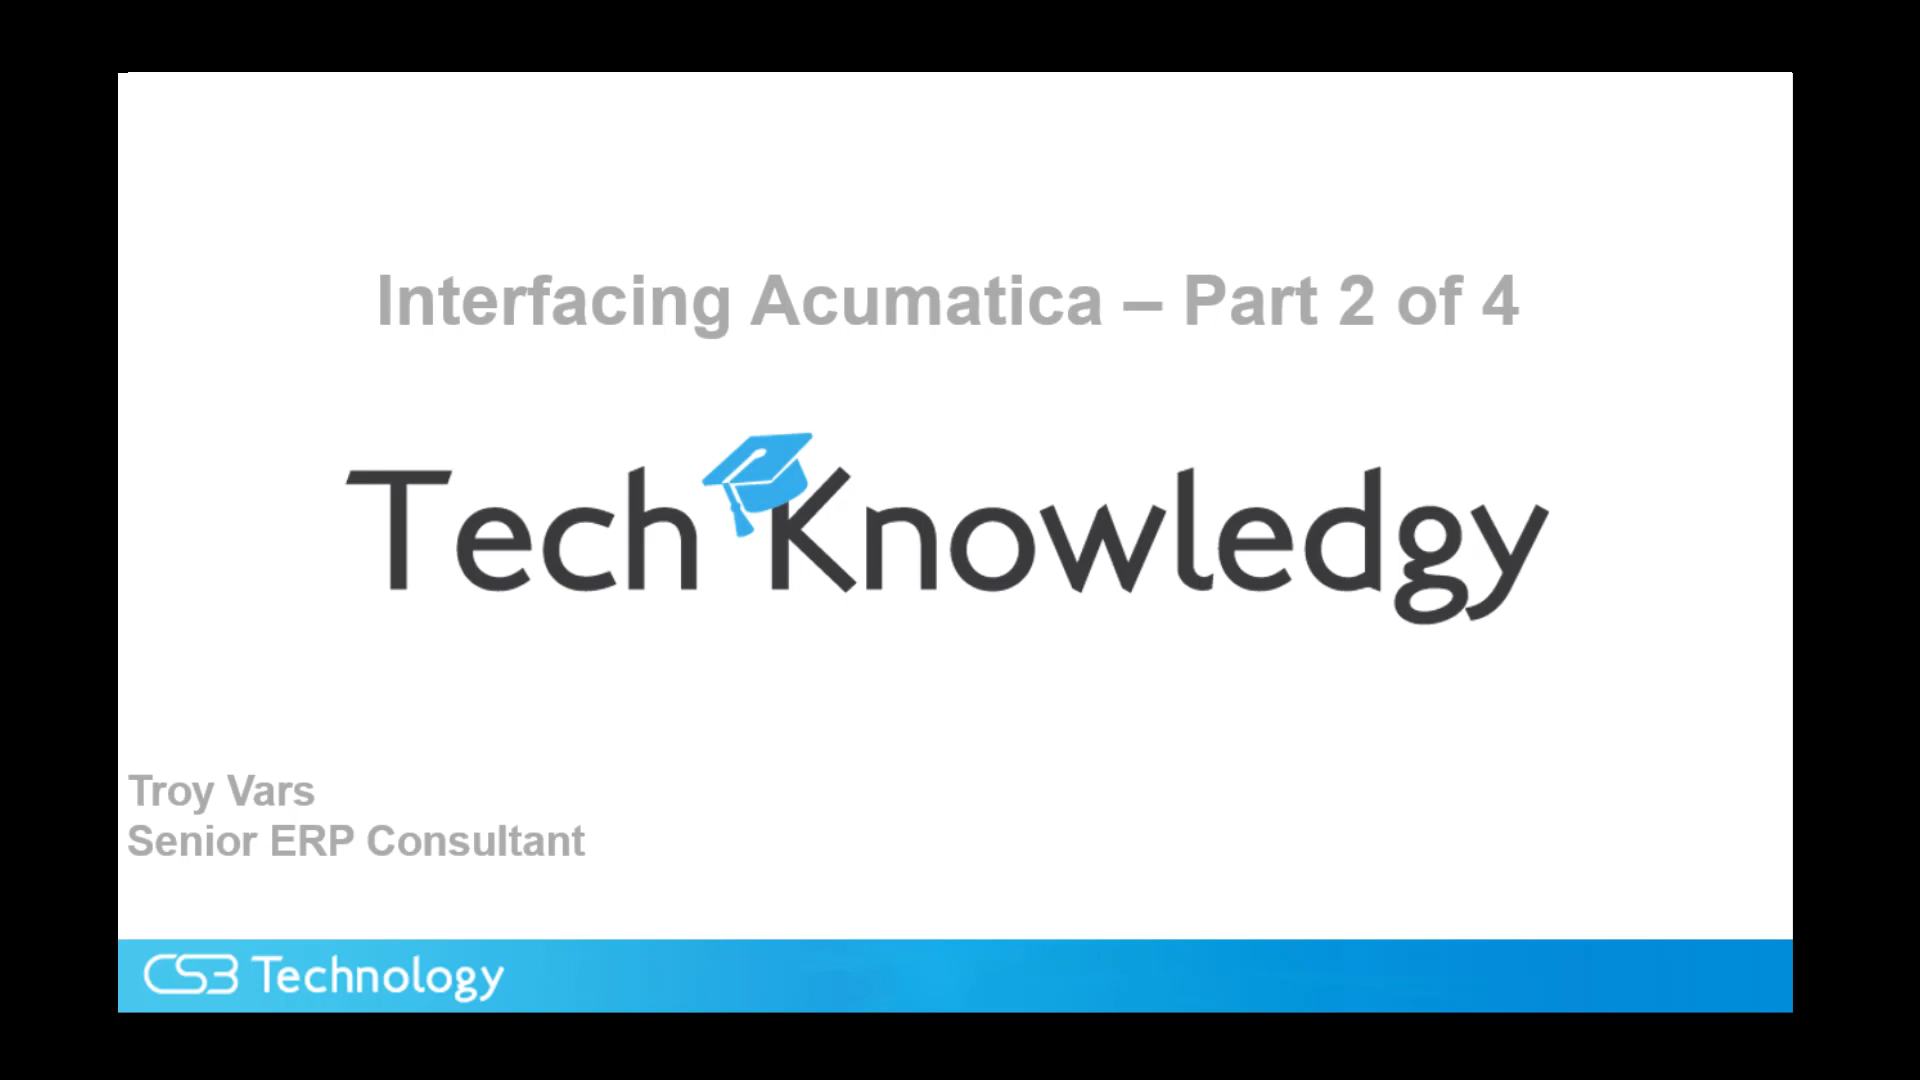 Interfacing Acumatica – Part 2 of 4
Tech Knowledgy
Troy Vars
Senior ERP Consultant
CS3 Technology